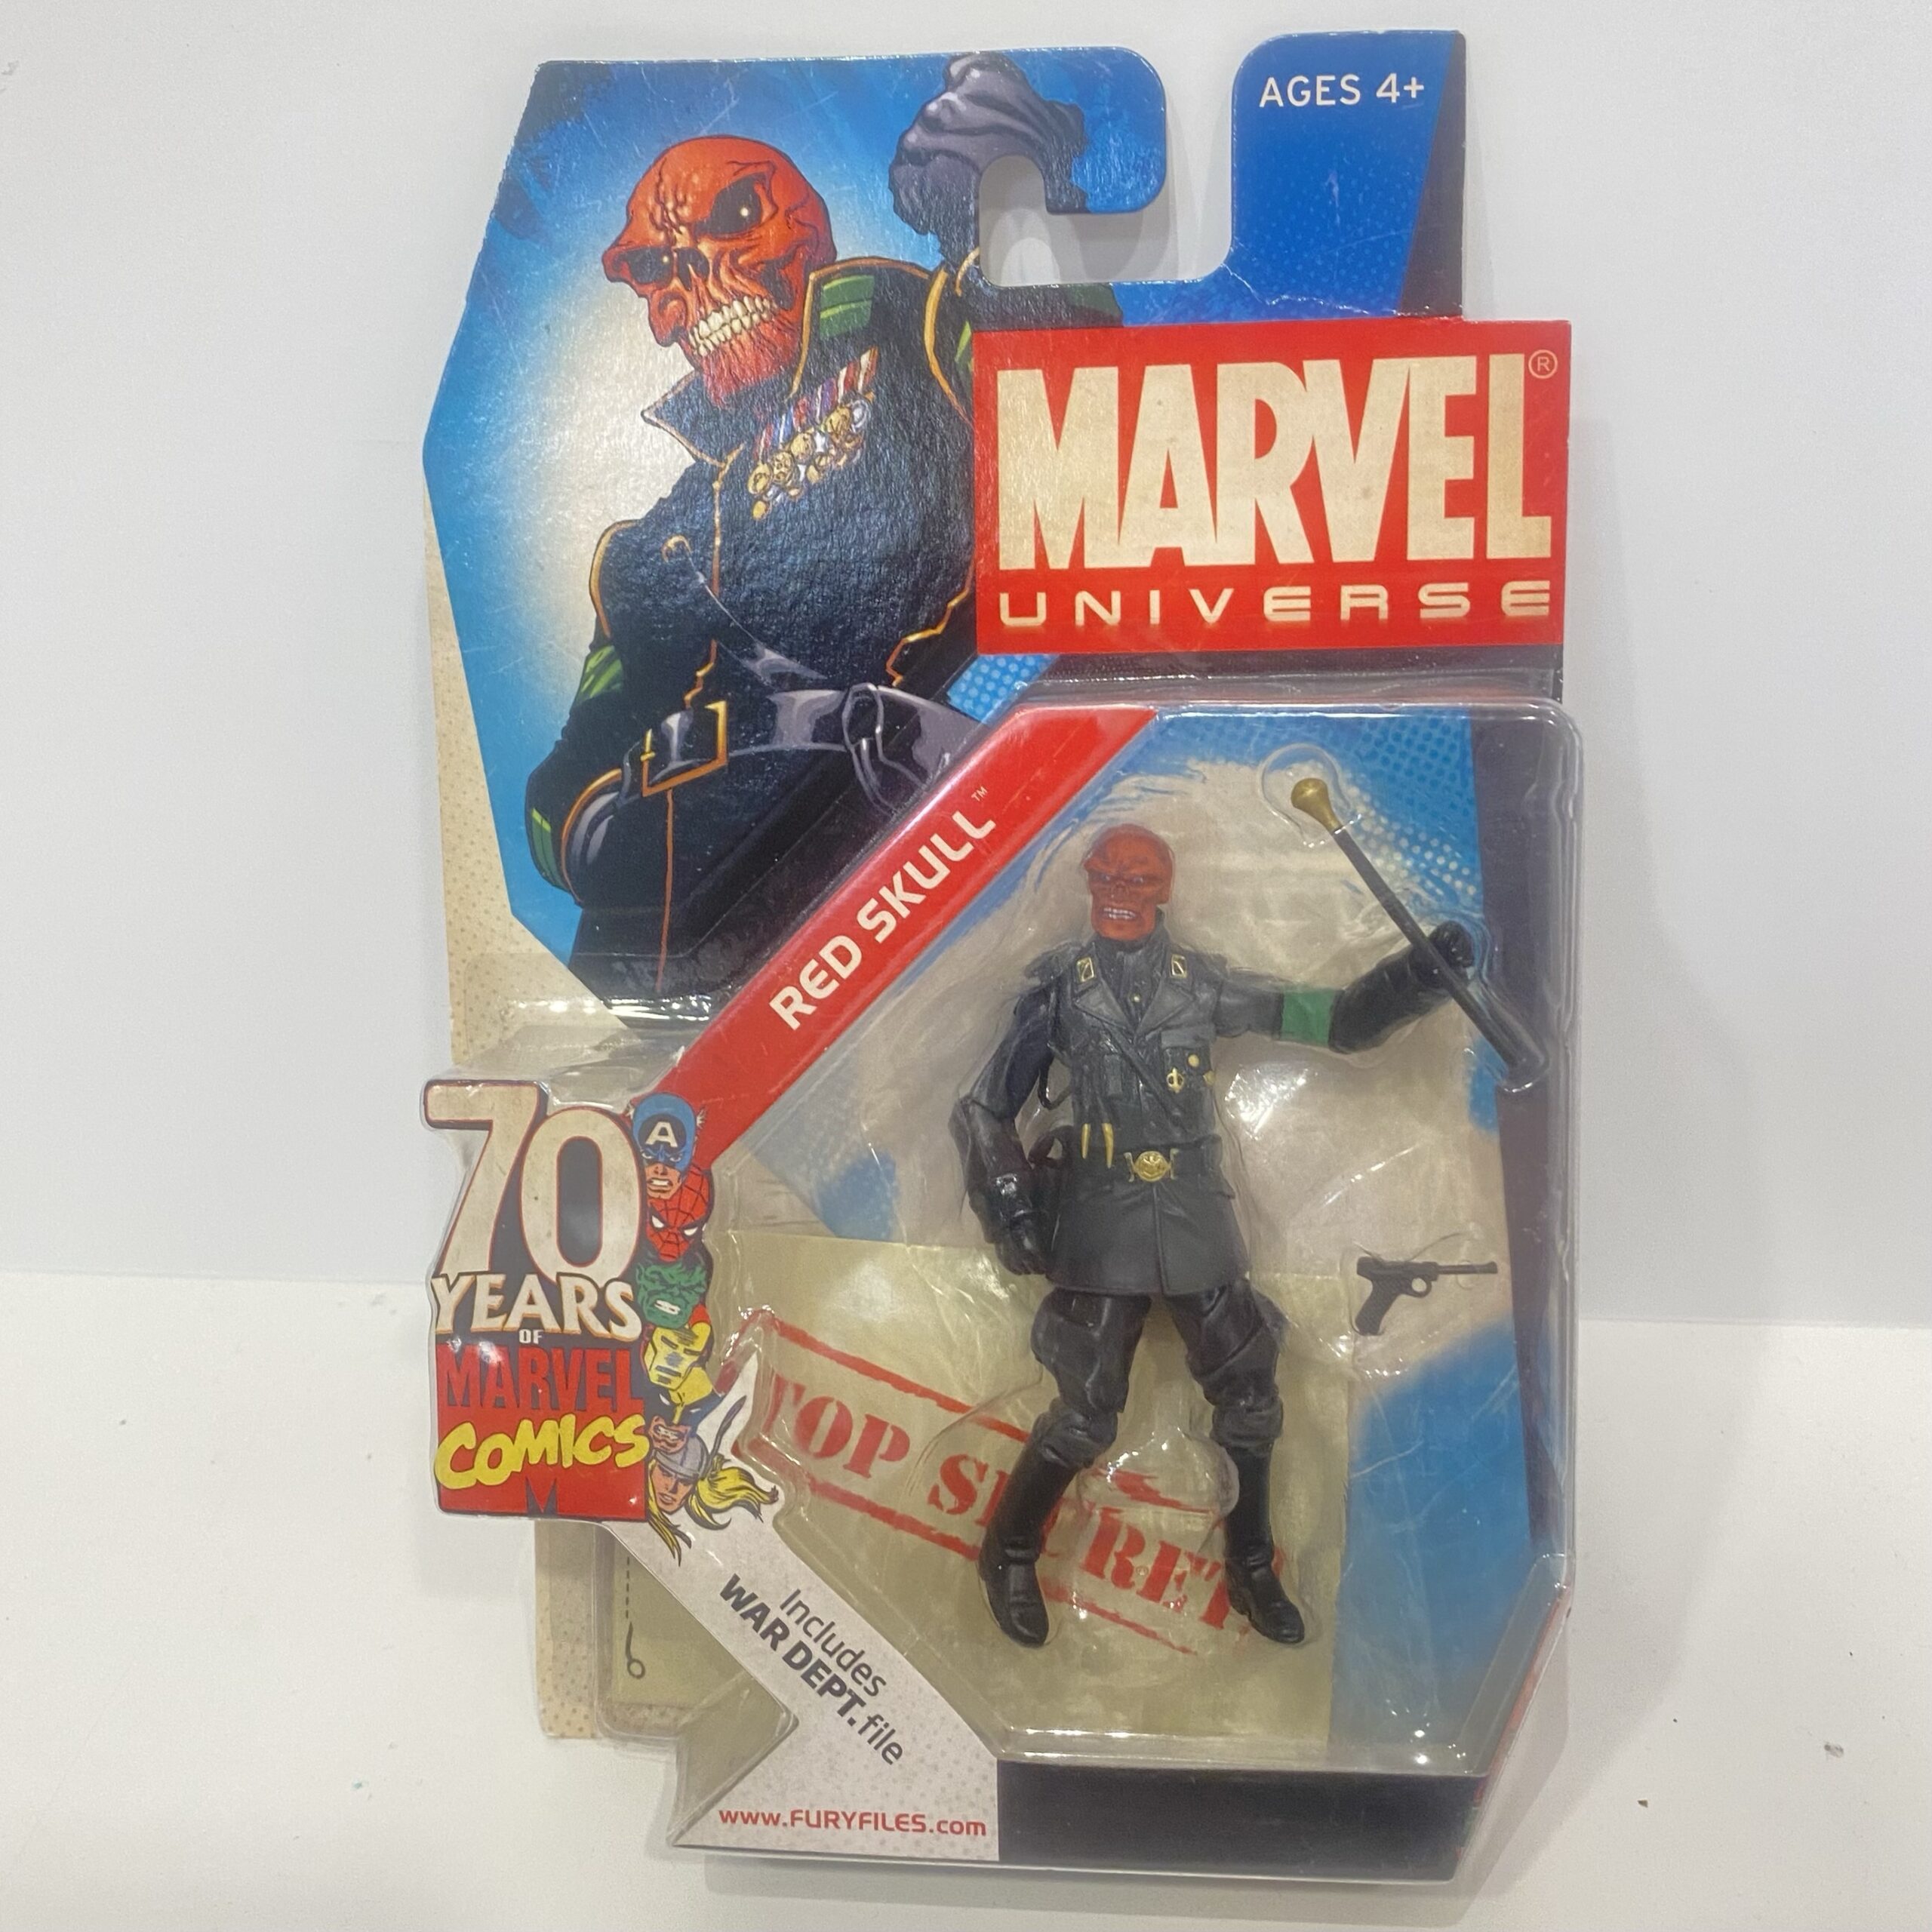 AGES 4+
MARVEL®
UNIVERSE
RED SKULL™
A
70
YEARS
OF
MARVEL
COMICS
TOP SECRET
Includes
WAR DEPT. file
www.FURYFILES.com